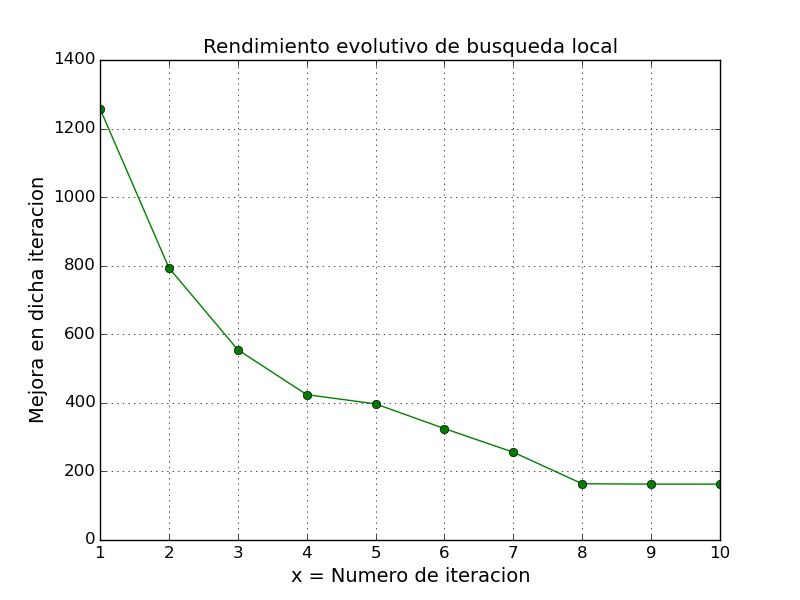 Rendimiento evolutivo de busqueda local
1400
1200
1000
800
600
400
200
0
Mejora en dicha iteracion
1 2 3 4 5 6 7 8 9 10
x = Numero de iteracion